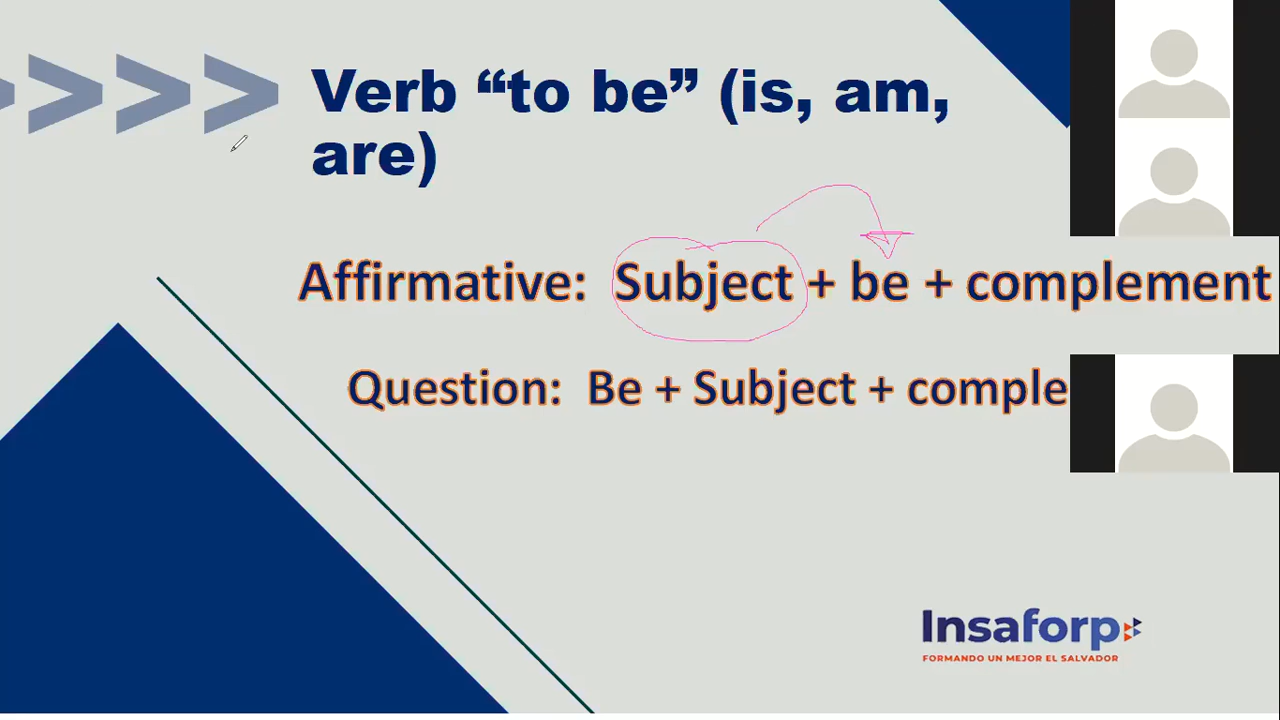 Verb “to be” (is, am,
are)
Affirmative: Subject + be + complement
Question: Be + Subject + comple
Insaforp
FORMANDO UN MEJOR EL SALVADOR